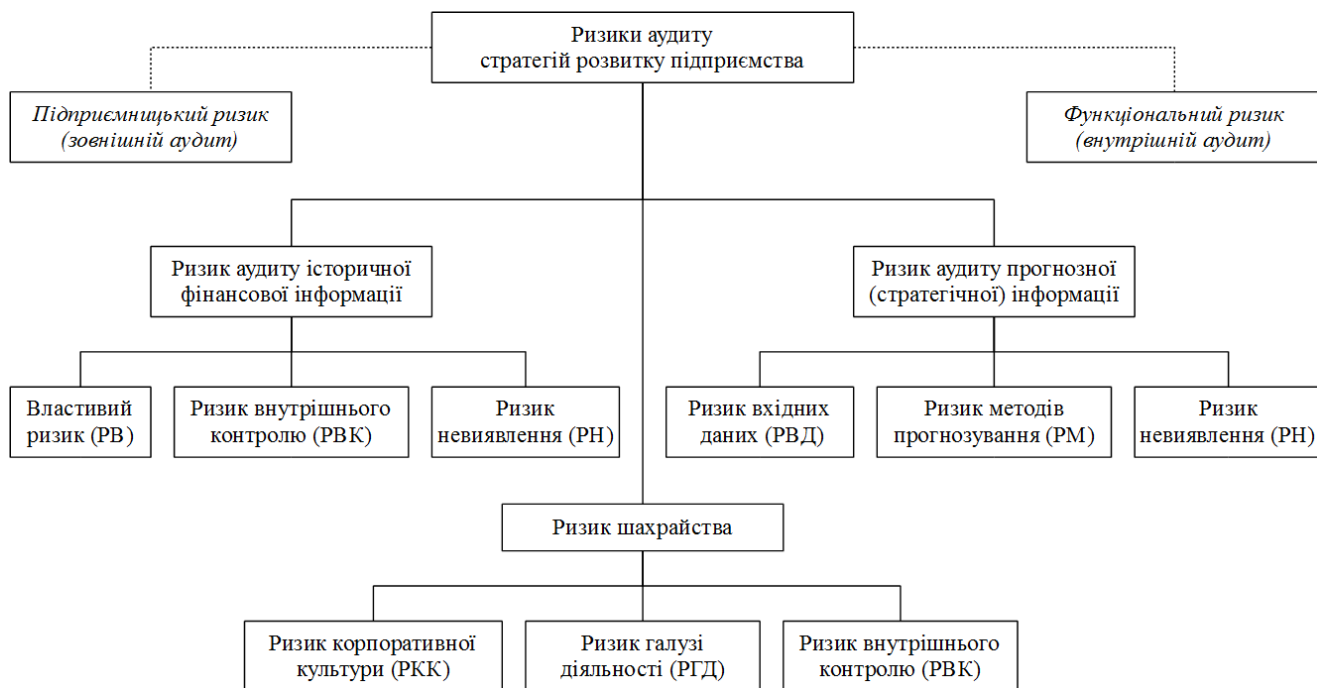 Ризики аудиту
стратегій розвитку підприємства
Підприємницький ризик
(зовнішній аудит)
Функціональний ризик
(внутрішній аудит)
Ризик аудиту історичної
фінансової інформації
Ризик аудиту прогнозної
(стратегічної) інформації
Властивий
ризик (РВ)
Ризик внутрішнього
контролю (РВК)
Ризик
невиявлення (РН)
Ризик вхідних
даних (РВД)
Ризик методів
прогнозування (РМ)
Ризик
невиявлення (РН)
Ризик шахрайства
Ризик корпоративної
культури (РКК)
Ризик галузі
діяльності (РГД)
Ризик внутрішнього
контролю (РВК)